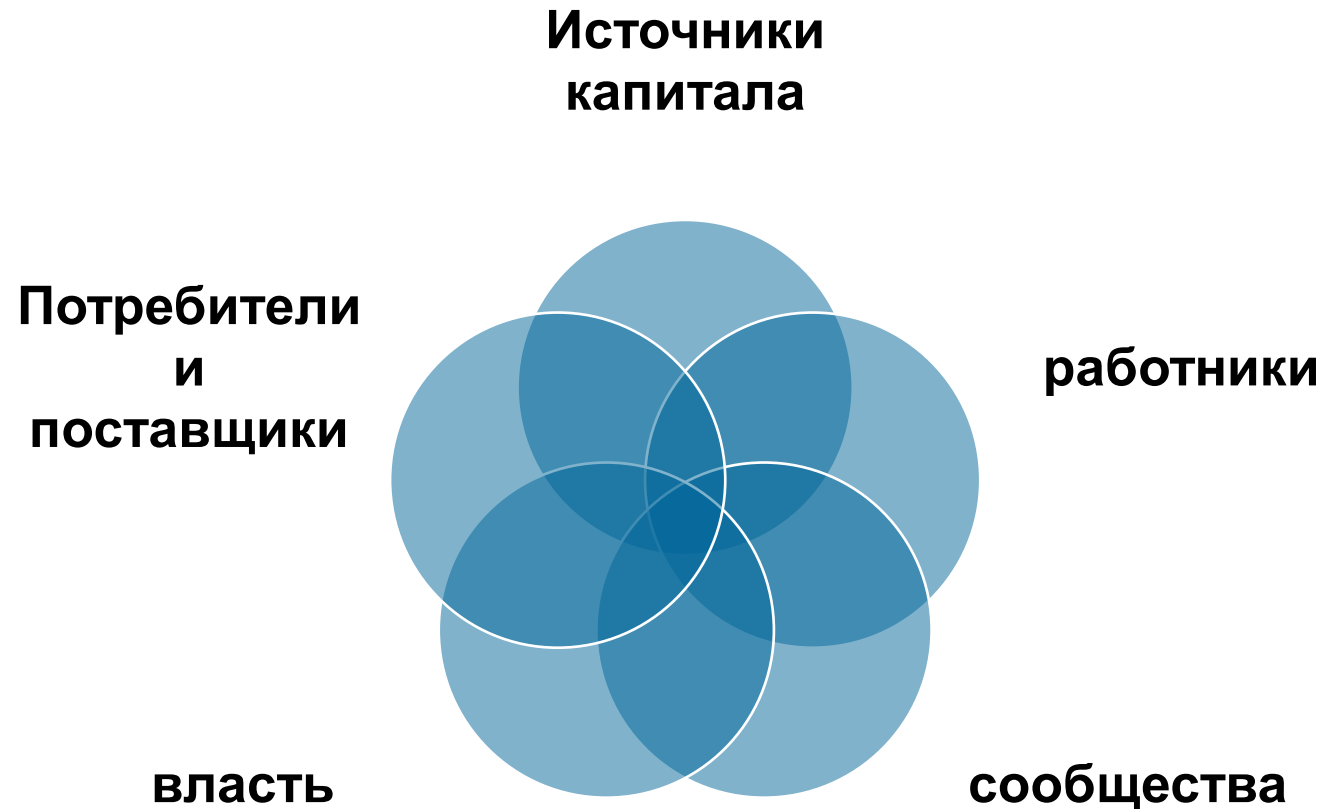 Источники
капитала
Потребители
и
поставщики
работники
власть
сообщества